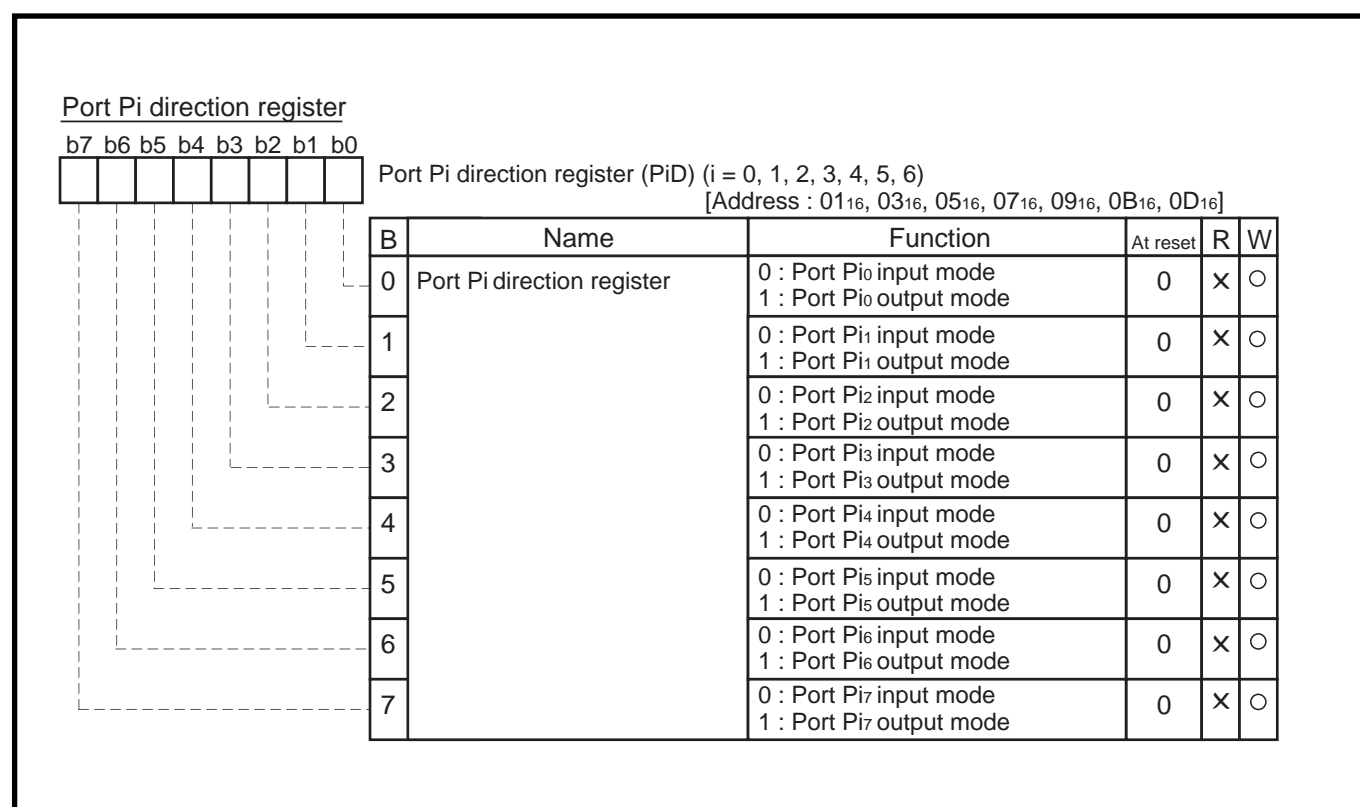 Port Pi direction register
b7 b6 b5 b4 b3 b2 b1 b0
Port Pi direction register (PiD) (i = 0, 1, 2, 3, 4, 5, 6)
[Address : 0116, 0316, 0516, 0716, 0916, 0B16, 0D16]
B Name Function At reset R W
0 Port Pi direction register 0 : Port Pi0 input mode 0 X O
1 : Port Pi0 output mode
1 0 : Port Pi1 input mode 0 X O
1 : Port Pi1 output mode
2 0 : Port Pi2 input mode 0 X O
1 : Port Pi2 output mode
3 0 : Port Pi3 input mode 0 X O
1 : Port Pi3 output mode
4 0 : Port Pi4 input mode 0 X O
1 : Port Pi4 output mode
5 0 : Port Pi5 input mode 0 X O
1 : Port Pi5 output mode
6 0 : Port Pi6 input mode 0 X O
1 : Port Pi6 output mode
7 0 : Port Pi7 input mode 0 X O
1 : Port Pi7 output mode